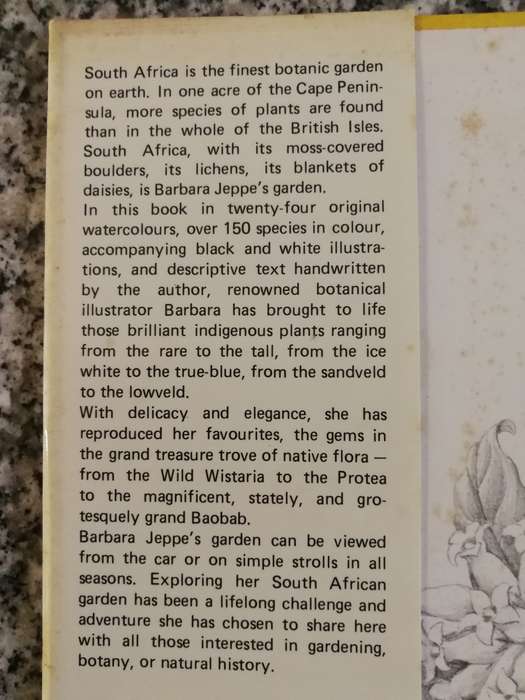 South Africa is the finest botanic garden
on earth. In one acre of the Cape Penin-
sula, more species of plants are found
than in the whole of the British Isles.
South Africa, with its moss-covered
boulders, its lichens, its blankets of
daisies, is Barbara Jeppe's garden.
In this book in twenty-four original
watercolours, over 150 species in colour,
accompanying black and white illustra-
tions, and descriptive text handwritten
by the author, renowned botanical
illustrator Barbara has brought to life
those brilliant indigenous plants ranging
from the rare to the tall, from the ice
white to the true-blue, from the sandveld
to the lowveld.
With delicacy and elegance, she has
reproduced her favourites, the gems in
the grand treasure trove of native flora —
from the Wild Wistaria to the Protea
to the magnificent, stately, and gro-
tesquely grand Baobab.
Barbara Jeppe's garden can be viewed
from the car or on simple strolls in all
seasons. Exploring her South African
garden has been a lifelong challenge and
adventure she has chosen to share here
with all those interested in gardening,
botany, or natural history.